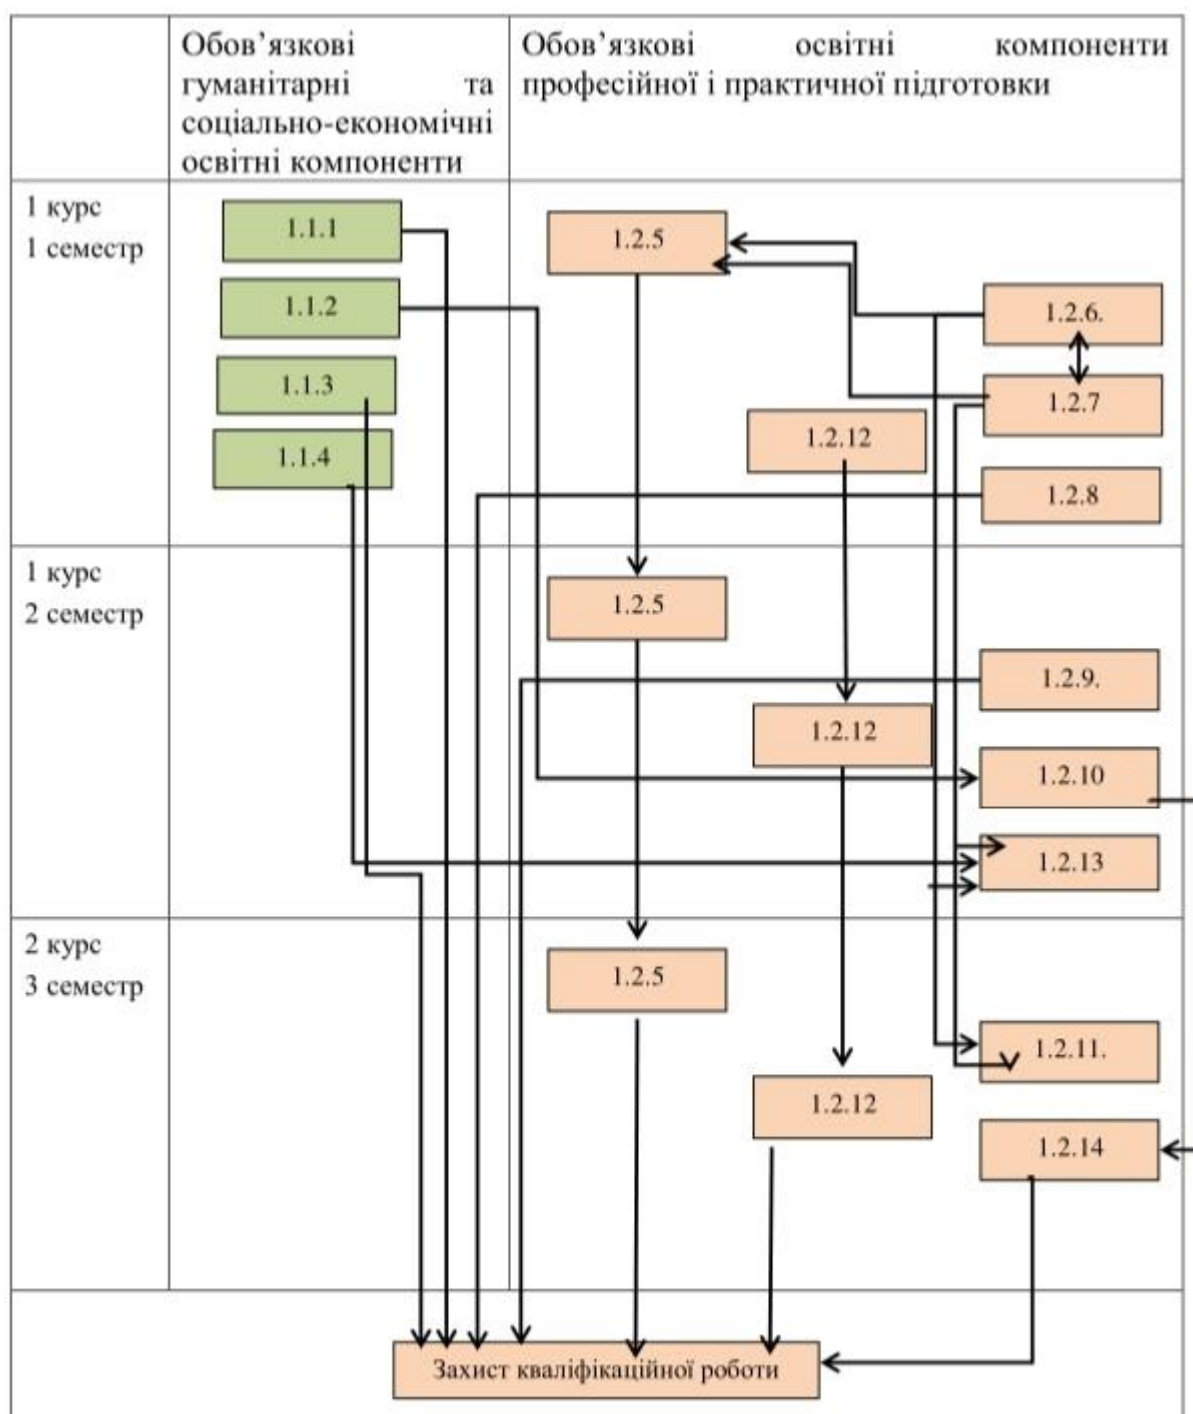 Обов’язкові
гуманітарні та
соціально-економічні
освітні компоненти
Обов’язкові освітні компоненти
професійної і практичної підготовки
1 курс
1 семестр
1.1.1
1.1.2
1.1.3
1.1.4
1.2.5
1.2.6.
1.2.7
1.2.12
1.2.8
1 курс
2 семестр
1.2.5
1.2.9.
1.2.12
1.2.10
1.2.13
2 курс
3 семестр
1.2.5
1.2.11.
1.2.12
1.2.14
Захист кваліфікаційної роботи